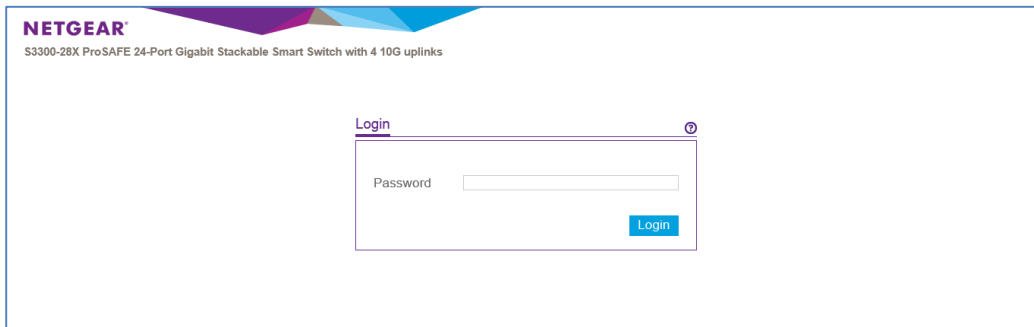 NETGEAR®
S3300-28X ProSAFE 24-Port Gigabit Stackable Smart Switch with 4 10G uplinks
Login
?
Password
Login